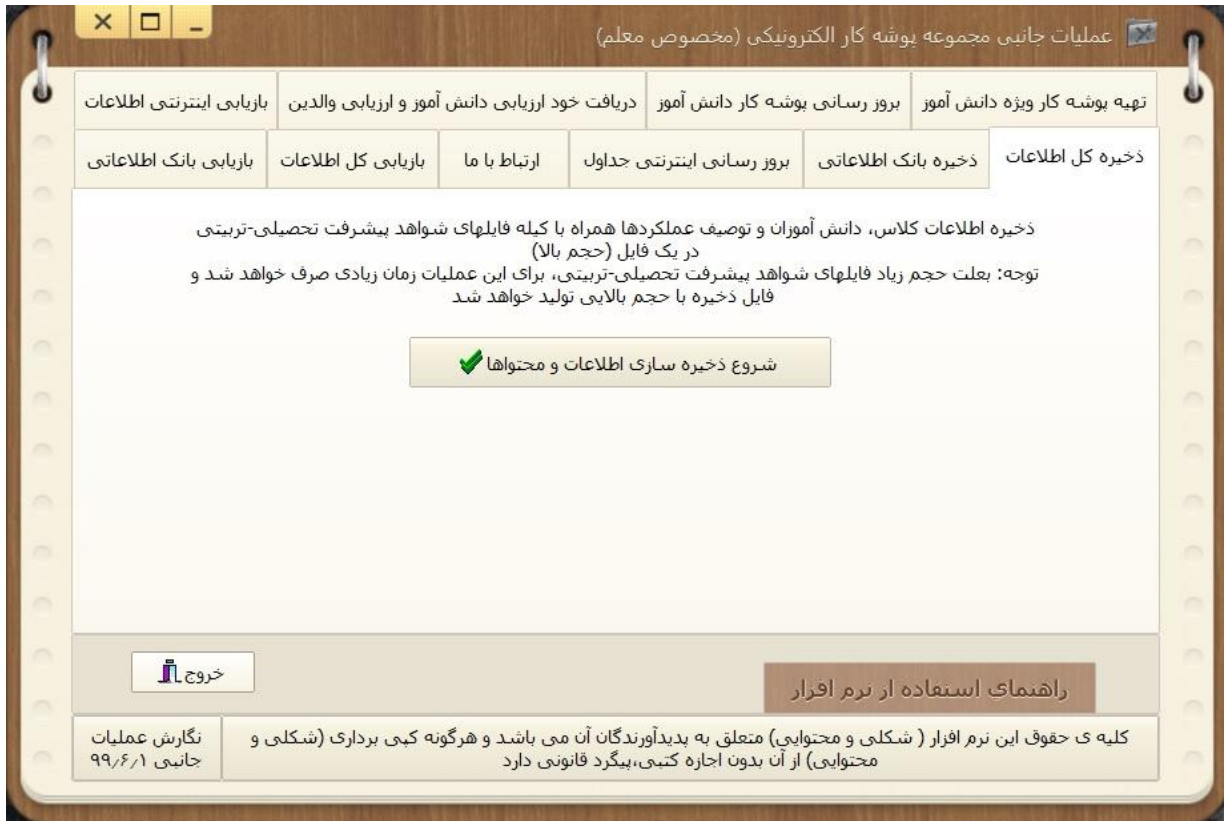 عملیات جانبی مجموعه پوشه کار الکترونیکی (مخصوص معلم)
تهیه پوشه کار ویژه دانش آموز
بروز رسانی پوشه کار دانش آموز
دریافت خود ارزیابی دانش آموز و ارزیابی والدین
بازیابی اینترنتی اطلاعات
ذخیره کل اطلاعات
ذخیره بانک اطلاعاتی
بروز رسانی اینترنتی جداول
ارتباط با ما
بازیابی کل اطلاعات
بازیابی بانک اطلاعاتی
ذخیره اطلاعات کلاس، دانش آموزان و توصیف عملکردها همراه با کیله فایلهای شواهد پیشرفت تحصیلی-تربیتی
در یک فایل (حجم بالا)
توجه: بعلت حجم زیاد فایلهای شواهد پیشرفت تحصیلی-تربیتی، برای این عملیات زمان زیادی صرف خواهد شد و
فایل ذخیره با حجم بالایی تولید خواهد شد
شروع ذخیره سازی اطلاعات و محتواها
خروج
راهنمای استفاده از نرم افزار
کلیه ی حقوق این نرم افزار ( شکلی و محتوایی) متعلق به پدیدآورندگان آن می باشد و هرگونه کپی برداری (شکلی و
محتوایی) از آن بدون اجازه کتبی،پیگرد قانونی دارد
نگارش عملیات
جانبی ۹۹٫۶٫۱